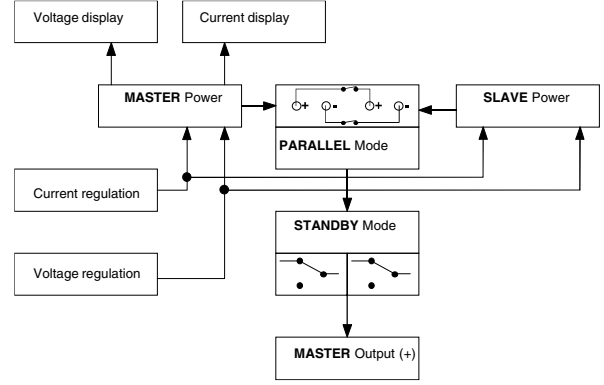 Voltage display
Current display
MASTER Power
+ - + -
SLAVE Power
PARALLEL Mode
Current regulation
STANDBY Mode
Voltage regulation
MASTER Output (+)